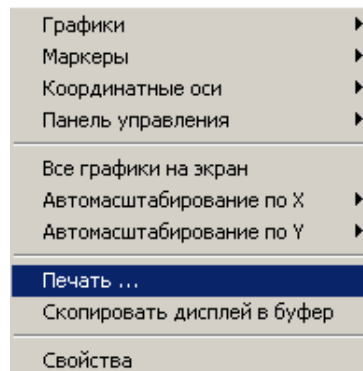 Графики
Маркеры
Координатные оси
Панель управления
Все графики на экран
Автомасштабирование по X
Автомасштабирование по Y
Печать ...
Скопировать дисплей в буфер
Свойства